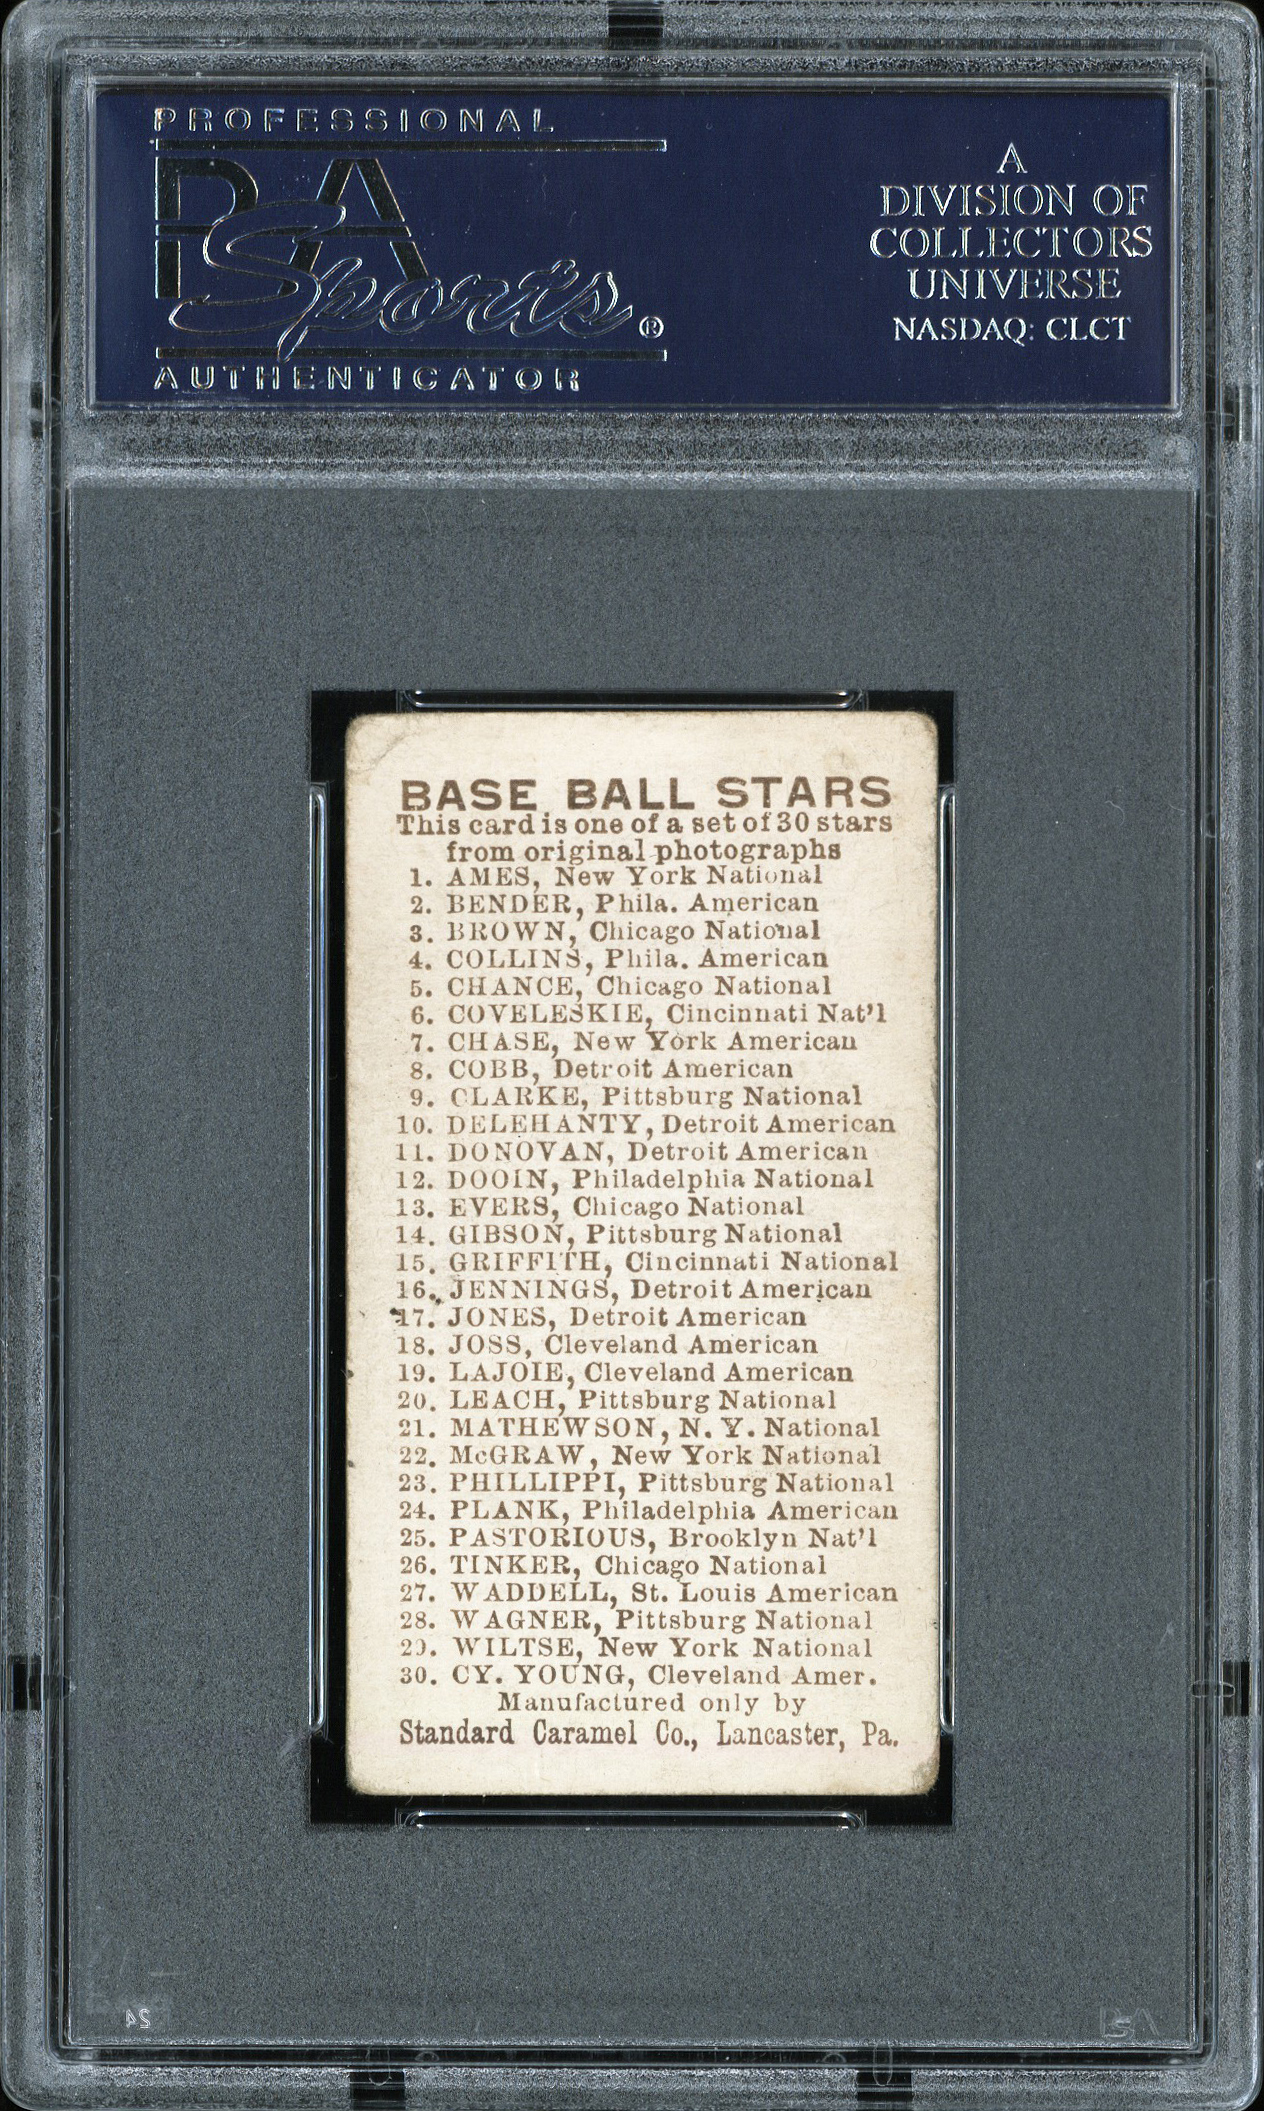 PROFESSIONAL
PSA
Sports ®
AUTHENTICATOR
A
DIVISION OF
COLLECTORS
UNIVERSE
NASDAQ: CLCT
BASE BALL STARS
This card is one of a set of 30 stars
from original photographs
1. AMES, New York National
2. BENDER, Phila. American
3. BROWN, Chicago National
4. COLLINS, Phila. American
5. CHANCE, Chicago National
6. COVELESKIE, Cincinnati Nat'l
7. CHASE, New York American
8. COBB, Detroit American
9. CLARKE, Pittsburg National
10. DELEHANTY, Detroit American
11. DONOVAN, Detroit American
12. DOOIN, Philadelphia National
13. EVERS, Chicago National
14. GIBSON, Pittsburg National
15. GRIFFITH, Cincinnati National
16. JENNINGS, Detroit American
17. JONES, Detroit American
18. JOSS, Cleveland American
19. LAJOIE, Cleveland American
20. LEACH, Pittsburg National
21. MATHEWSON, N. Y. National
22. McGRAW, New York National
23. PHILLIPPI, Pittsburg National
24. PLANK, Philadelphia American
25. PASTORIOUS, Brooklyn Nat'l
26. TINKER, Chicago National
27. WADDELL, St. Louis American
28. WAGNER, Pittsburg National
29. WILTSE, New York National
30. CY. YOUNG, Cleveland Amer.
Manufactured only by
Standard Caramel Co., Lancaster, Pa.